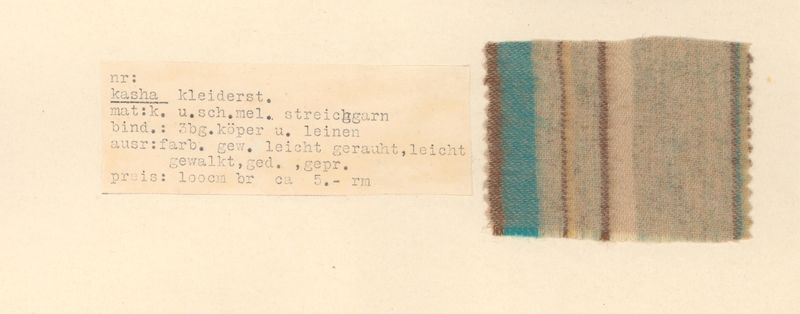 nr:
kasha kleiderst.
mat:k. u.sch.mel. streichgarn
bind.: 3bg.köper u. leinen
ausr:farb. gew. leicht gerauht,leicht
gewalkt,ged. ,gepr.
preis: loocm br ca 5.- rm